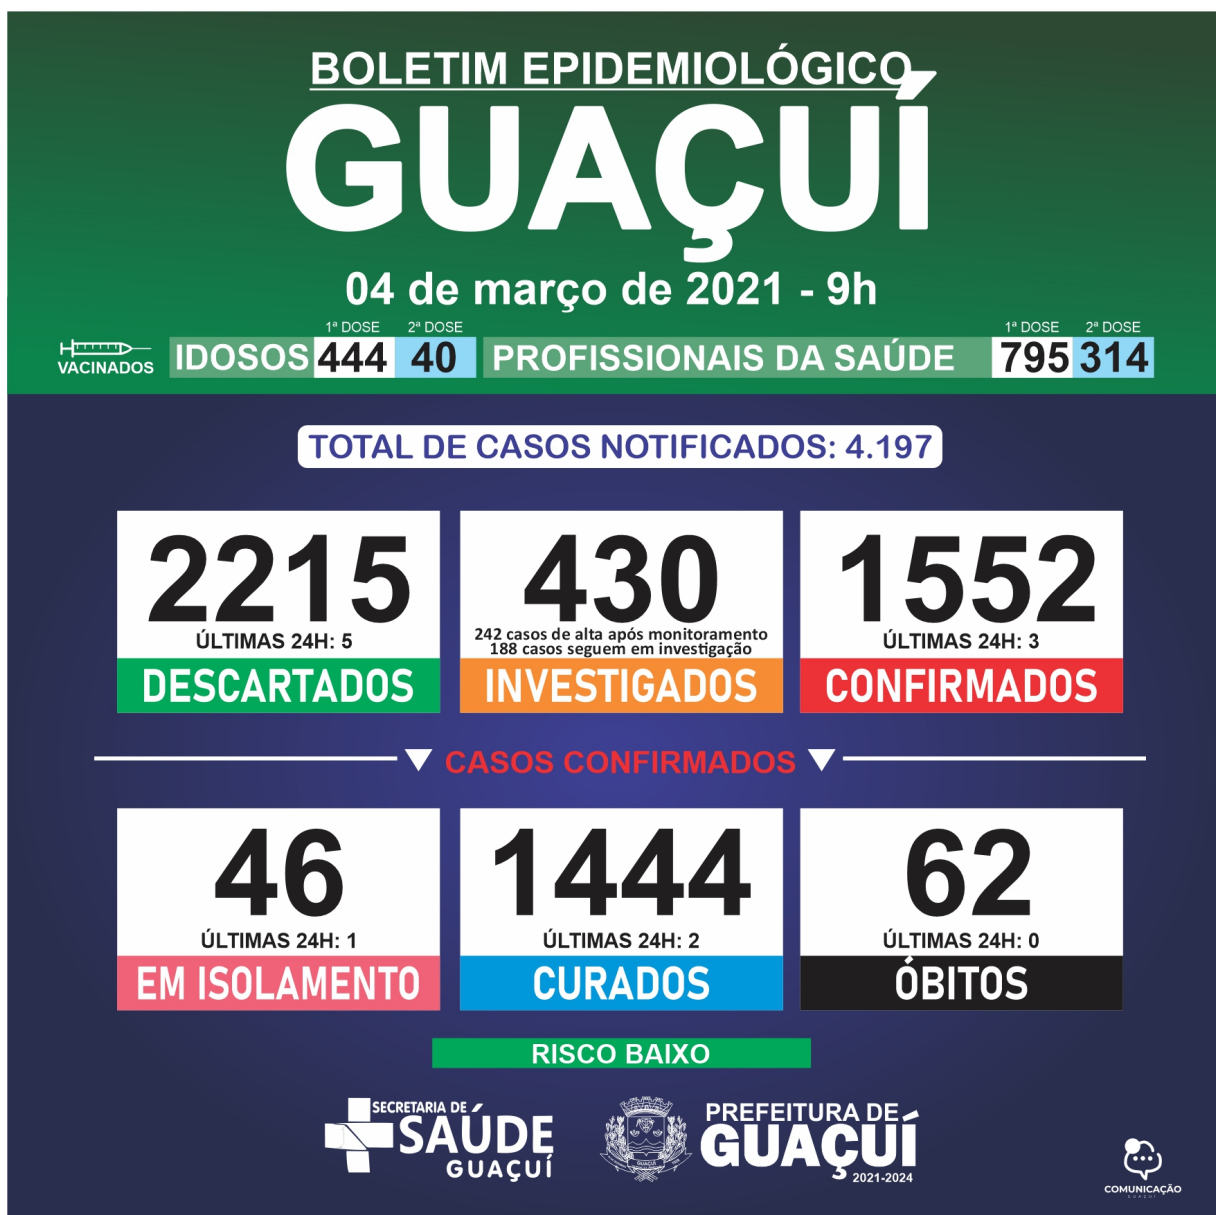 BOLETIM EPIDEMIOLÓGICO
GUAÇUÍ
04 de março de 2021 - 9h
1ª DOSE 2ª DOSE 1ª DOSE 2ª DOSE
VACINADOS IDOSOS 444 40 PROFISSIONAIS DA SAÚDE 795 314
TOTAL DE CASOS NOTIFICADOS: 4.197
2215
ÚLTIMAS 24H: 5
DESCARTADOS
430
242 casos de alta após monitoramento
188 casos seguem em investigação
INVESTIGADOS
1552
ÚLTIMAS 24H: 3
CONFIRMADOS
CASOS CONFIRMADOS
46
ÚLTIMAS 24H: 1
EM ISOLAMENTO
1444
ÚLTIMAS 24H: 2
CURADOS
62
ÚLTIMAS 24H: 0
ÓBITOS
RISCO BAIXO
SECRETARIA DE
SAÚDE
GUAÇUÍ
GUAÇUÍ
PREFEITURA DE
GUAÇUÍ
2021-2024
COMUNICAÇÃO
GUAÇUÍ